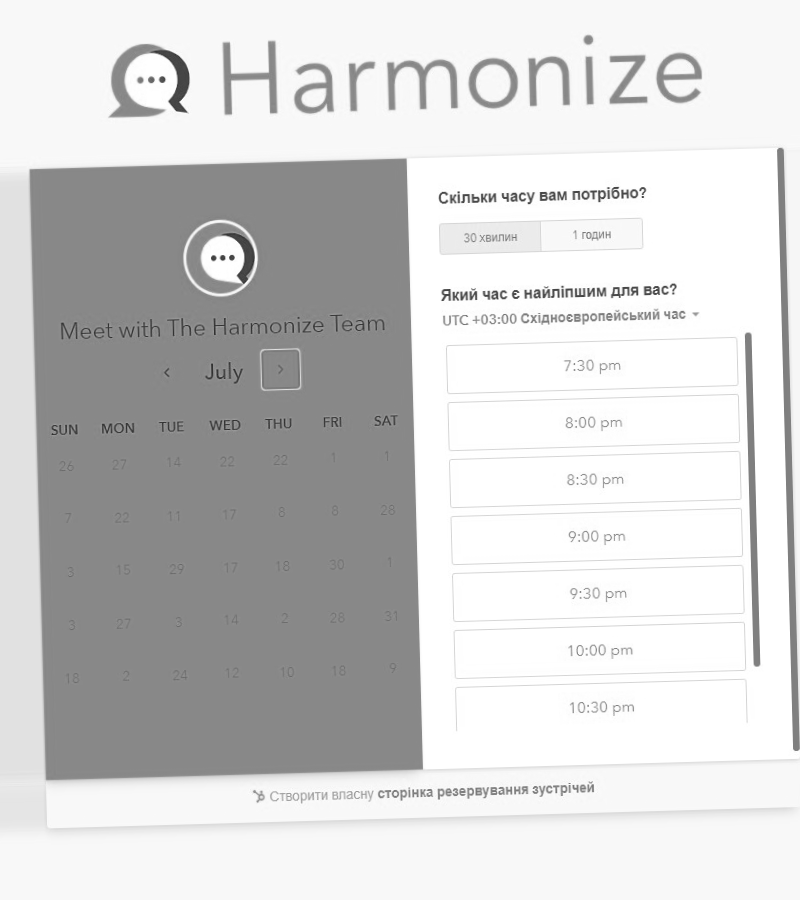 Harmonize
Meet with The Harmonize Team
July
SUN MON TUE WED THU FRI SAT
26 27 14 22 22 1 1
7 22 11 17 8 8 28
3 15 29 17 18 30 1
3 27 3 14 2 28 31
18 2 24 12 10 18 9
Скільки часу вам потрібно?
30 хвилин 1 годин
Який час є найліпшим для вас?
UTC +03:00 Східноєвропейський час
7:30 pm
8:00 pm
8:30 pm
9:00 pm
9:30 pm
10:00 pm
10:30 pm
Створити власну сторінка резервування зустрічей